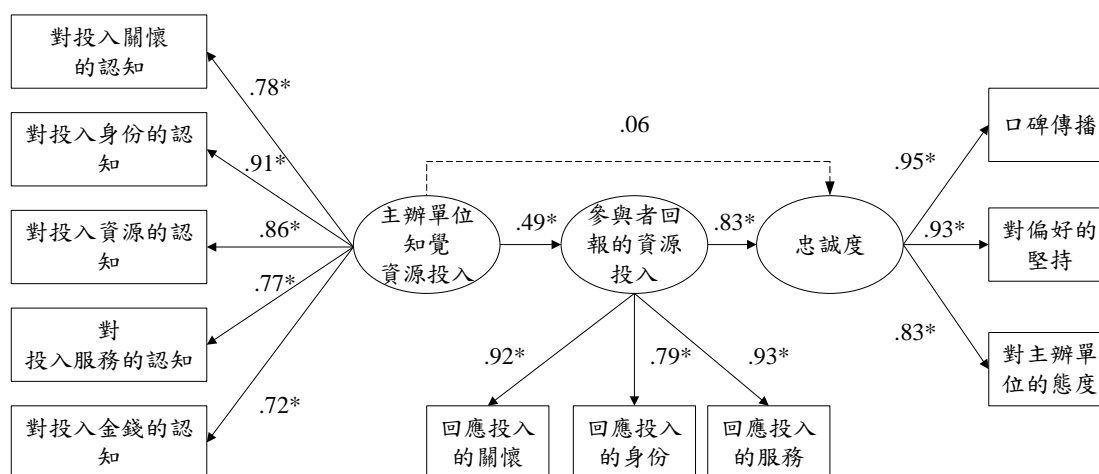 對投入關懷
的認知
.78*
對投入身份的認
知
.91*
對投入資源的認
知
.86*
對
投入服務的認知
.77*
對投入金錢的認
知
.72*
主辦單位
知覺
資源投入
.06
.49*
參與者回
報的資源
投入
.83*
忠誠度
.92*
.79*
.93*
回應投入
的關懷
回應投入
的身份
回應投入
的服務
.95*
口碑傳播
.93*
對偏好的
堅持
.83*
對主辦單
位的態度